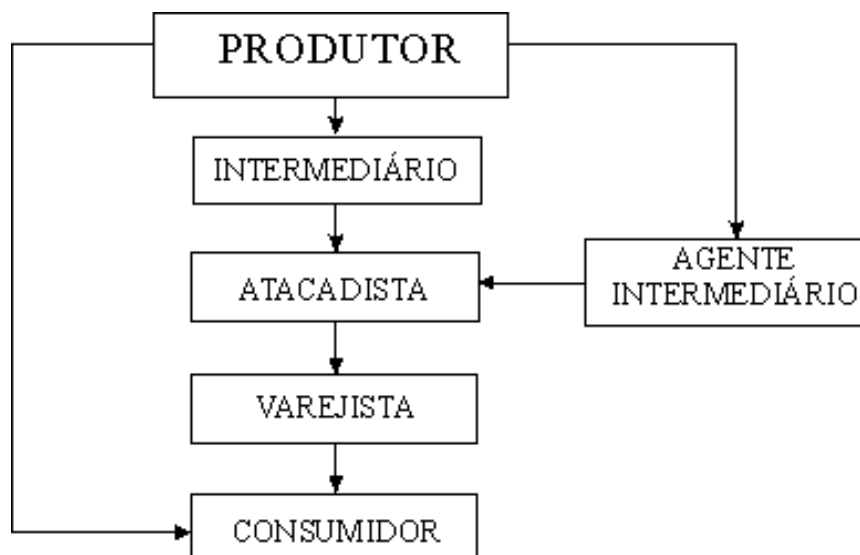 PRODUTOR
INTERMEDIÁRIO
ATACADISTA
AGENTE
INTERMEDIÁRIO
VAREJISTA
CONSUMIDOR